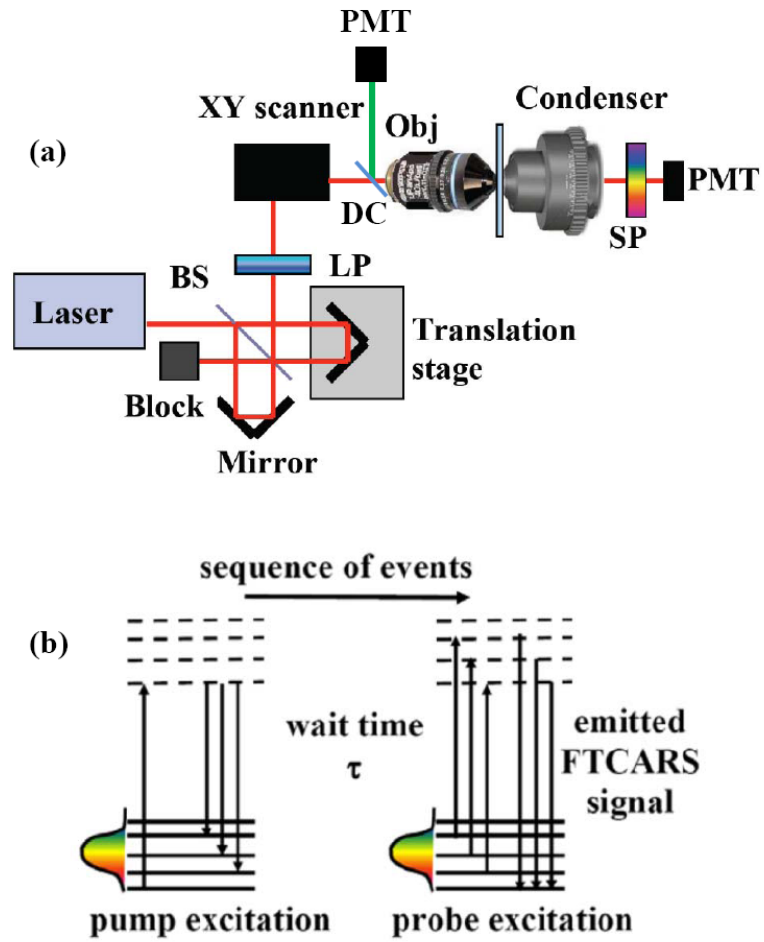 PMT
XY scanner
Obj
Condenser
(a)
DC
PMT
SP
BS
LP
Laser
Translation
stage
Block
Mirror
sequence of events
(b)
wait time
τ
emitted
FTCARS
signal
pump excitation
probe excitation